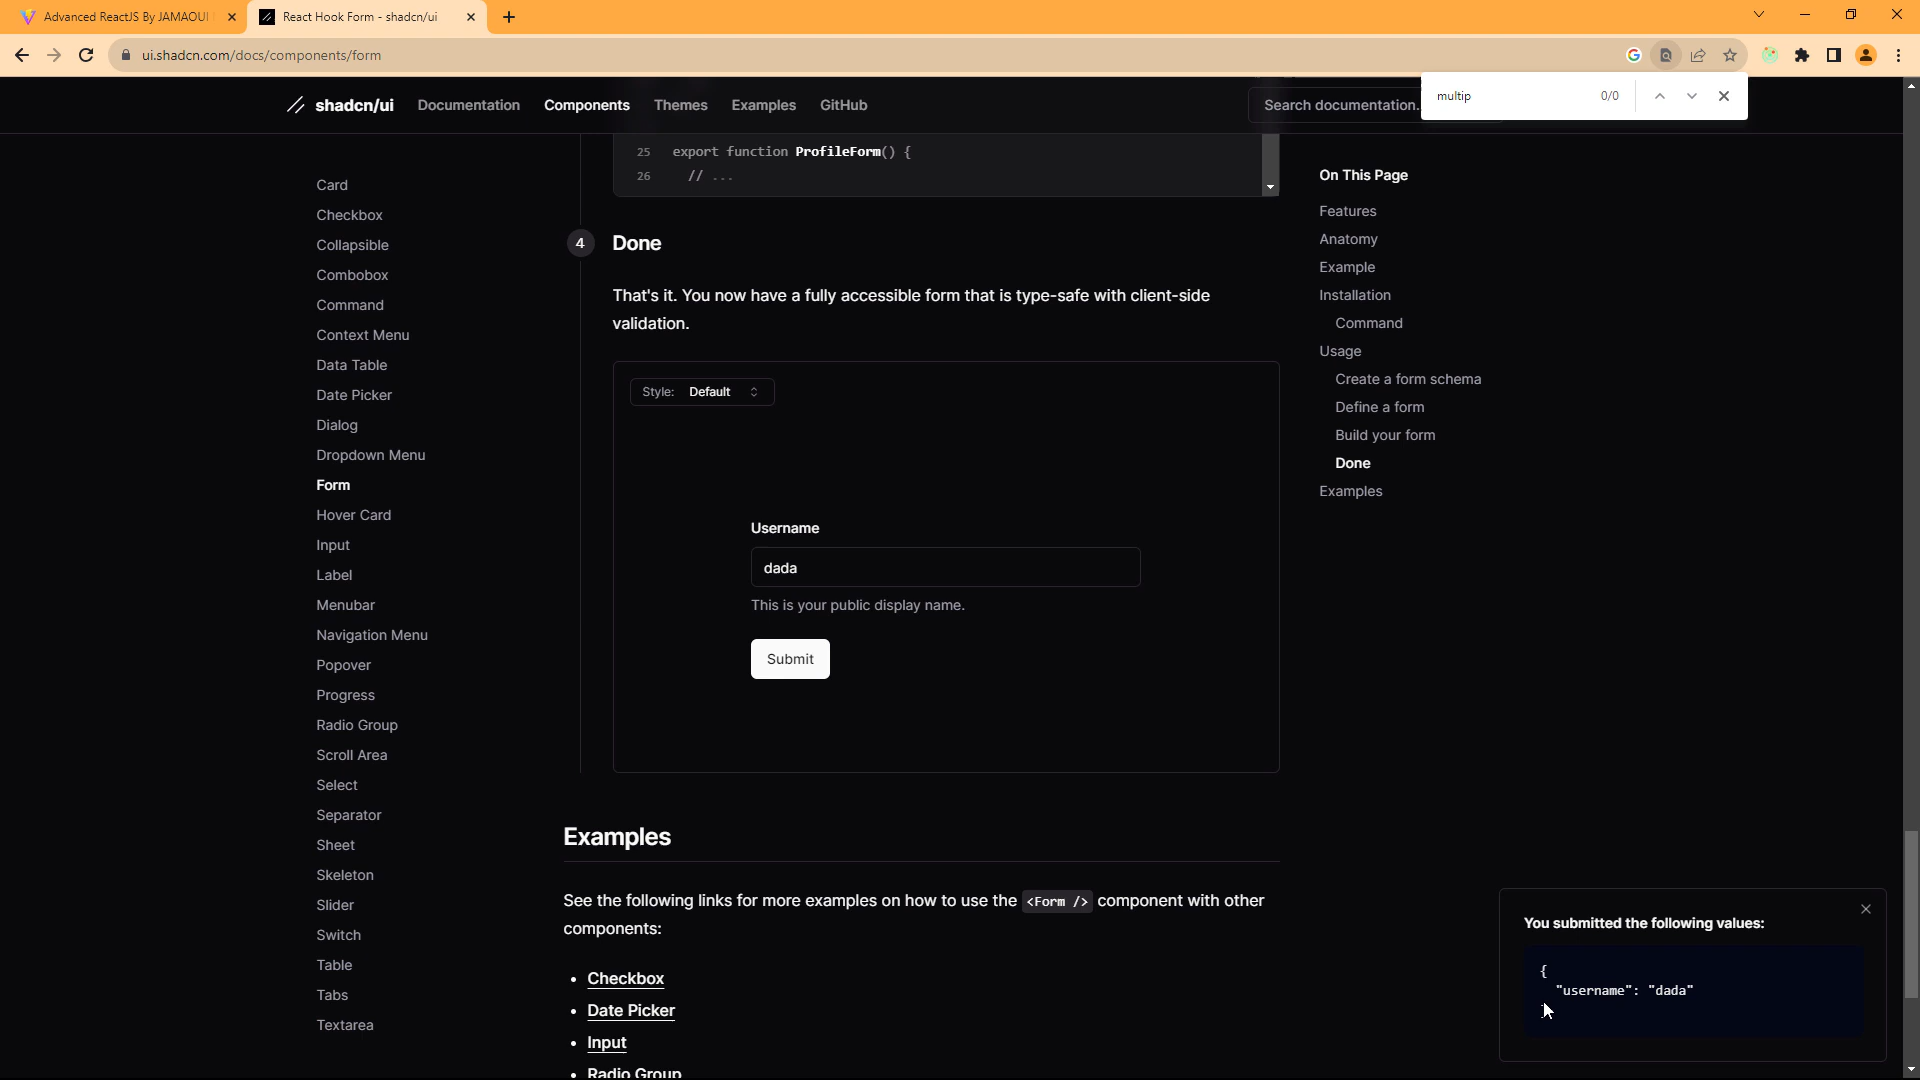 Advanced ReactJS By JAMAOUI
React Hook Form - shadcn/ui
ui.shadcn.com/docs/components/form
multip
0/0
shadcn/ui
Documentation
Components
Themes
Examples
GitHub
Search documentation.
Card
Checkbox
Collapsible
Combobox
Command
Context Menu
Data Table
Date Picker
Dialog
Dropdown Menu
Form
Hover Card
Input
Label
Menubar
Navigation Menu
Popover
Progress
Radio Group
Scroll Area
Select
Separator
Sheet
Skeleton
Slider
Switch
Table
Tabs
Textarea
25 export function ProfileForm() {
26 // ...
4 Done
That's it. You now have a fully accessible form that is type-safe with client-side
validation.
Style: Default
Username
dada
This is your public display name.
Submit
Examples
See the following links for more examples on how to use the <Form /> component with other
components:
• Checkbox
• Date Picker
• Input
• Radio Group
On This Page
Features
Anatomy
Example
Installation
Command
Usage
Create a form schema
Define a form
Build your form
Done
Examples
You submitted the following values:
{
"username": "dada"